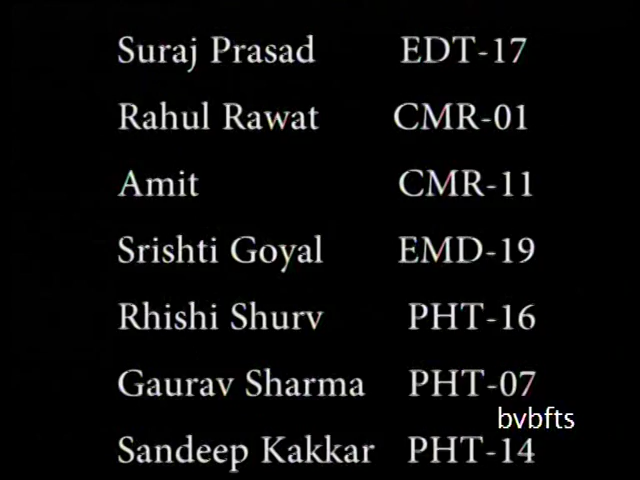 Suraj Prasad EDT-17
Rahul Rawat CMR-01
Amit CMR-11
Srishti Goyal EMD-19
Rhishi Shurv PHT-16
Gaurav Sharma PHT-07
bvbfts
Sandeep Kakkar PHT-14